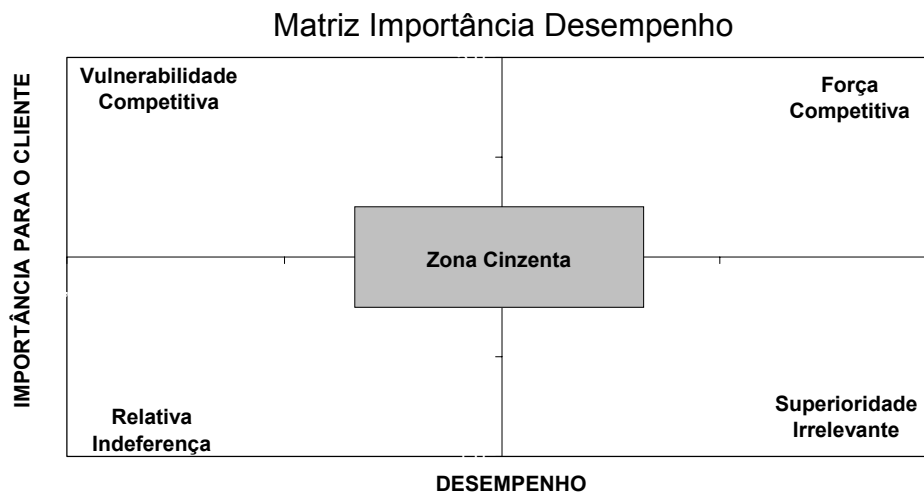 Matriz Importância Desempenho
Vulnerabilidade
Competitiva
Força
Competitiva
IMPORTÂNCIA PARA O CLIENTE
Zona Cinzenta
Relativa
Indeferença
Superioridade
Irrelevante
DESEMPENHO